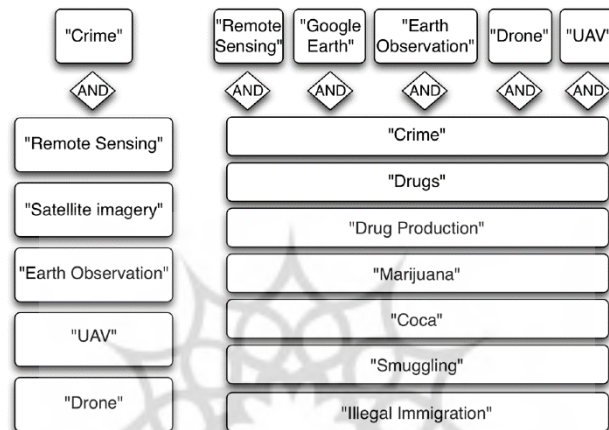 "Crime"
AND
"Remote Sensing"
"Satellite imagery"
"Earth Observation"
"UAV"
"Drone"
"Remote
Sensing"
"Google
Earth"
"Earth
Observation"
"Drone"
"UAV"
AND
AND
AND
AND
AND
"Crime"
"Drugs"
"Drug Production"
"Marijuana"
"Coca"
"Smuggling"
"Illegal Immigration"